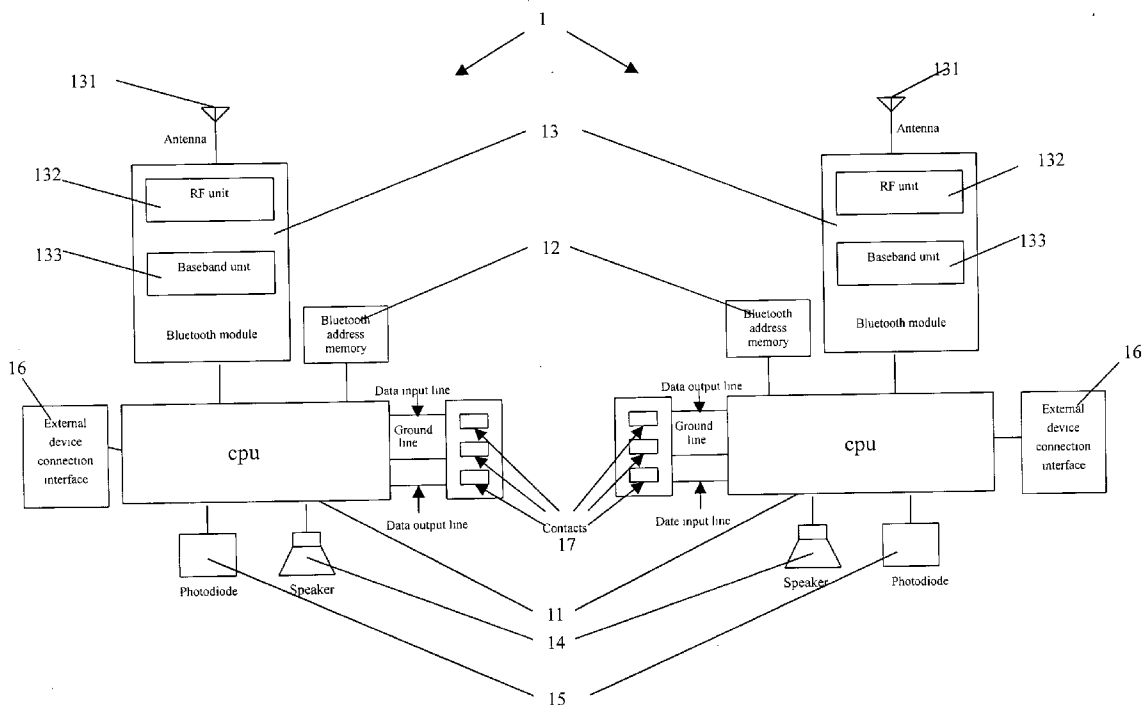 1
131
131
Antenna
13
Antenna
132
RF unit
RF unit
132
133
Baseband unit
12
Baseband unit
133
Bluetooth module
Bluetooth
address
memory
Bluetooth
address
memory
Bluetooth module
16
External
device
connection
interface
cpu
Data input line
Ground
line
Data output line
Contacts
17
Data output line
Ground
line
Date input line
cpu
16
External
device
connection
interface
Photodiode
Speaker
11
14
15
Speaker
Photodiode